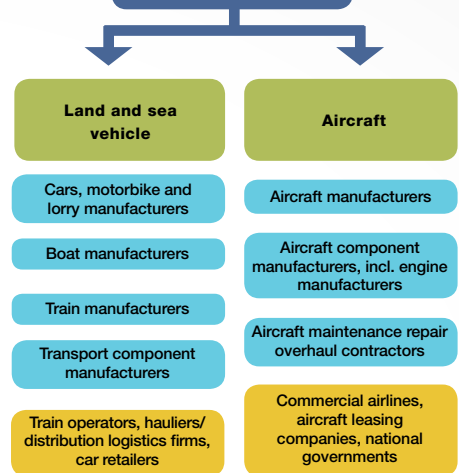 Land and sea
vehicle
Cars, motorbike and
lorry manufacturers
Boat manufacturers
Train manufacturers
Transport component
manufacturers
Train operators, hauliers/
distribution logistics firms,
car retailers
Aircraft
Aircraft manufacturers
Aircraft component
manufacturers, incl. engine
manufacturers
Aircraft maintenance repair
overhaul contractors
Commercial airlines,
aircraft leasing
companies, national
governments